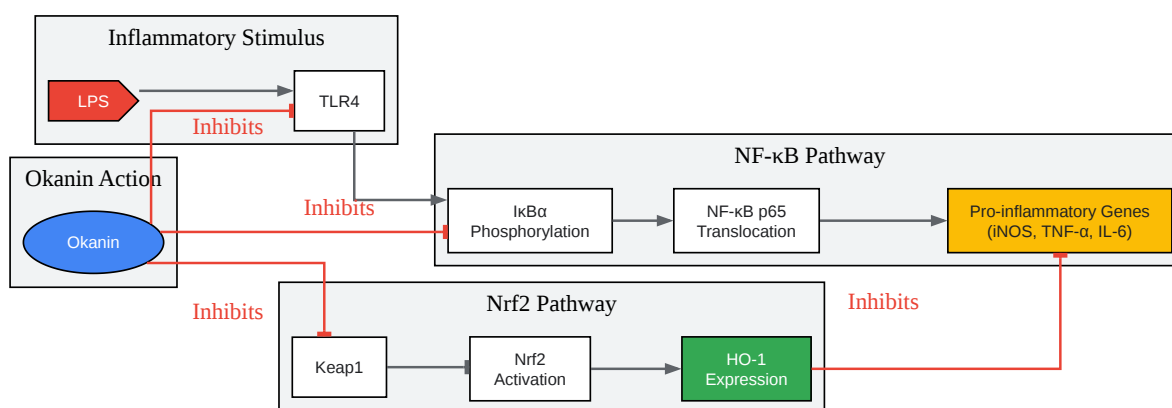 Inflammatory Stimulus
LPS
TLR4
Inhibits
Okanin Action
Okanin
Inhibits
Inhibits
NF-κB Pathway
IκBα
Phosphorylation
NF-κB p65
Translocation
Pro-inflammatory Genes
(iNOS, TNF-α, IL-6)
Inhibits
Nrf2 Pathway
Keap1
Nrf2
Activation
HO-1
Expression